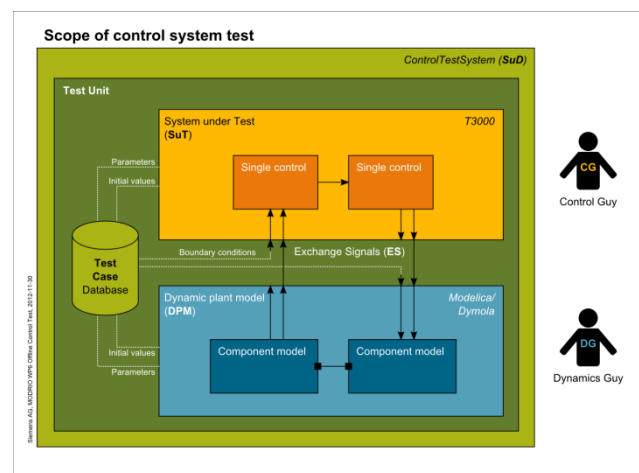 Scope of control system test
ControlTestSystem (SuD)
Test Unit
System under Test
(SuT)
T3000
Parameters
Initial values
Single control
Single control
CG
Control Guy
Boundary conditions
Exchange Signals (ES)
Test
Case
Database
Dynamic plant model
(DPM)
Modelica/
Dymola
Initial values
Parameters
Component model
Component model
DG
Dynamics Guy
Siemens AG, MODRIO WP6 Offline Control Test, 2012-11-30